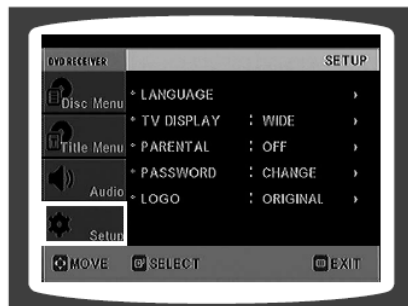 DVD RECEIVER SETUP
Disc Menu
Title Menu
Audio
Setup
LANGUAGE
TV DISPLAY : WIDE
PARENTAL : OFF
PASSWORD : CHANGE
LOGO : ORIGINAL
MOVE SELECT EXIT